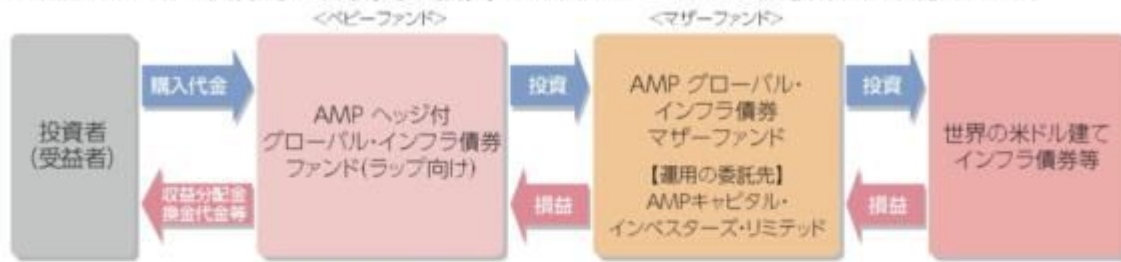 <ベビーファンド>
<マザーファンド>
投資者
(受益者)
購入代金
収益分配金
換金代金等
AMP ヘッジ付
グローバル・インフラ債券
ファンド(ラップ向け)
投資
損益
AMP グローバル・
インフラ債券
マザーファンド
【運用の委託先】
AMPキャピタル・
インベスターズ・リミテッド
投資
損益
世界の米ドル建て
インフラ債券等